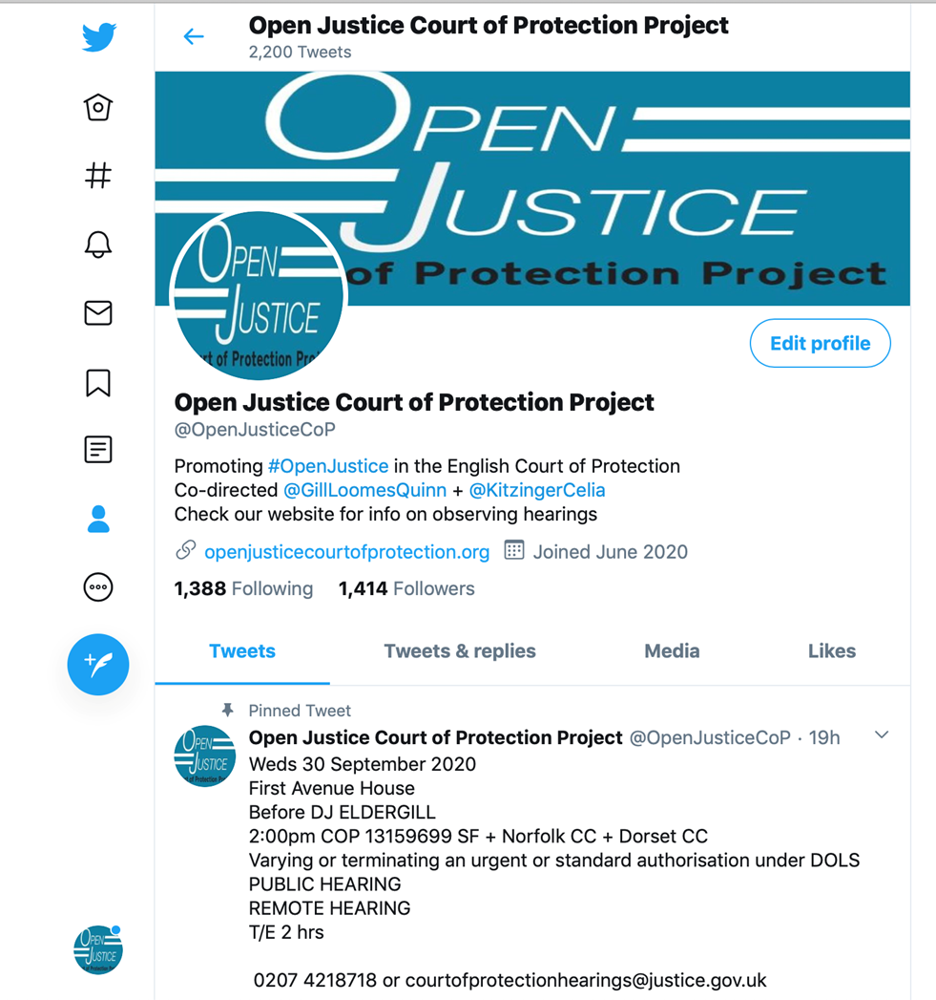 Open Justice Court of Protection Project
2,200 Tweets
OPEN
JUSTICE
of Protection Project
OPEN
JUSTICE
rt of Protection Pro
Edit profile
Open Justice Court of Protection Project
@OpenJusticeCoP
Promoting #OpenJustice in the English Court of Protection
Co-directed @GillLoomesQuinn + @KitzingerCelia
Check our website for info on observing hearings
openjusticecourtofprotection.org Joined June 2020
1,388 Following 1,414 Followers
Tweets Tweets & replies Media Likes
Pinned Tweet
Open Justice Court of Protection Project @OpenJusticeCoP · 19h
OPEN
JUSTICE
Weds 30 September 2020
First Avenue House
Before DJ ELDERGILL
2:00pm COP 13159699 SF + Norfolk CC + Dorset CC
Varying or terminating an urgent or standard authorisation under DOLS
PUBLIC HEARING
REMOTE HEARING
T/E 2 hrs
OPEN
JUSTICE
0207 4218718 or courtofprotectionhearings@justice.gov.uk